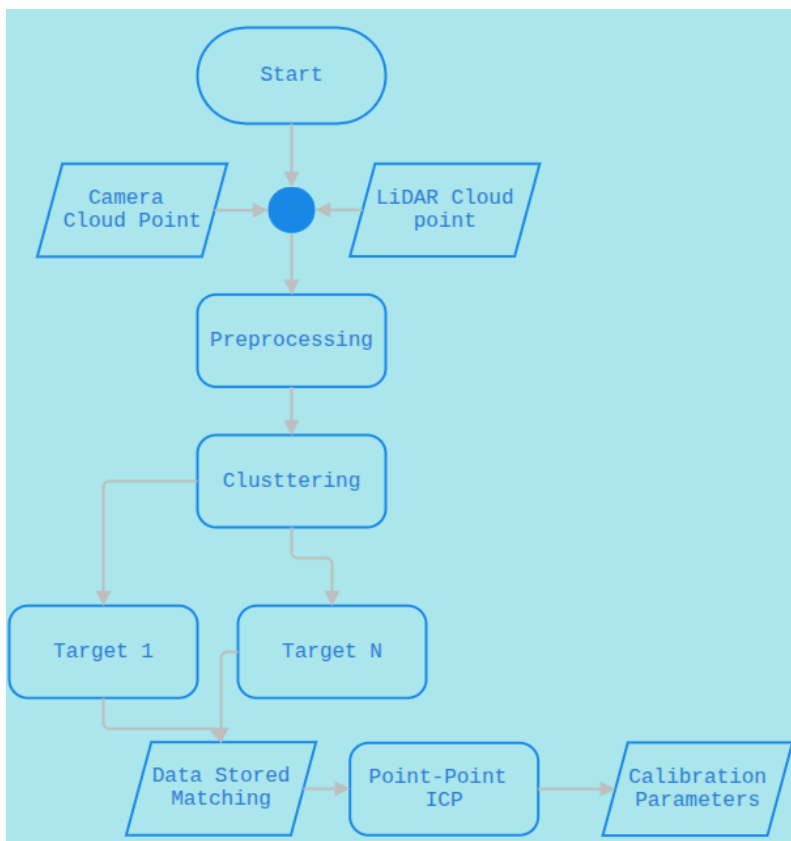 Start
Camera
Cloud Point
LiDAR Cloud
point
Preprocessing
Clusttering
Target 1
Target N
Data Stored
Matching
Point-Point
ICP
Calibration
Parameters